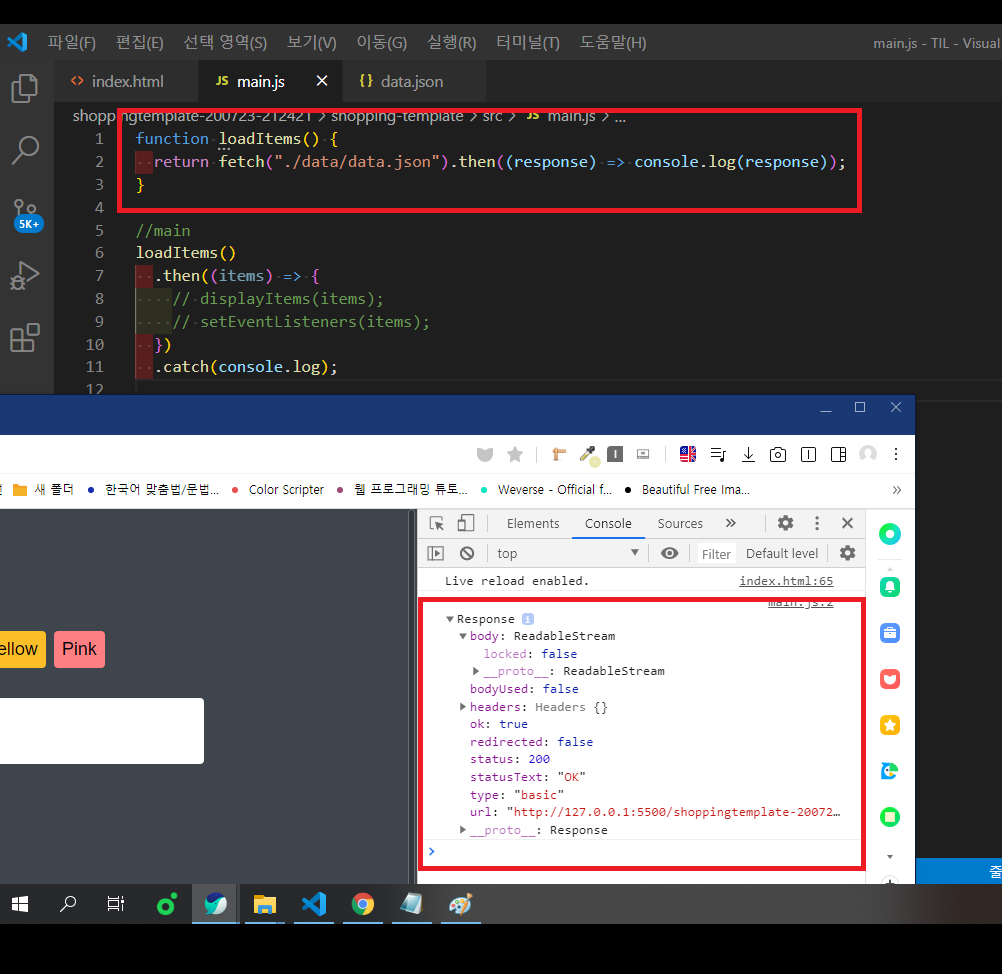 파일(F) 편집(E) 선택 영역(S) 보기(V) 이동(G) 실행(R) 터미널(T) 도움말(H) main.js - TIL - Visual
<> index.html JS main.js × {} data.json
shoppingtemplate-200723-212421 > shopping-template > src > JS main.js > ...
1 function loadItems() {
2 return fetch("./data/data.json").then((response) => console.log(response));
3 }
4
5K+
5 //main
6 loadItems()
7 .then((items) => {
8 // displayItems(items);
9 // setEventListeners(items);
10 })
11 .catch(console.log);
12
새 폴더 한국어 맞춤법/문법... Color Scripter 웹 프로그래밍 튜토... Weverse - Official f... Beautiful Free Ima... »
Elements Console Sources »
top Filter Default level
Live reload enabled. index.html:65
main.js:2
Response i
body: ReadableStream
locked: false
__proto__: ReadableStream
bodyUsed: false
headers: Headers {}
ok: true
redirected: false
status: 200
statusText: "OK"
type: "basic"
url: "http://127.0.0.1:5500/shoppingtemplate-20072…
__proto__: Response
>
ellow Pink
줄